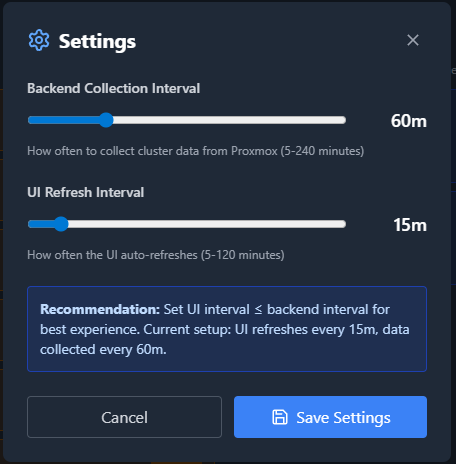 Settings
Backend Collection Interval
60m
How often to collect cluster data from Proxmox (5-240 minutes)
UI Refresh Interval
15m
How often the UI auto-refreshes (5-120 minutes)
Recommendation: Set UI interval ≤ backend interval for
best experience. Current setup: UI refreshes every 15m, data
collected every 60m.
Cancel
Save Settings